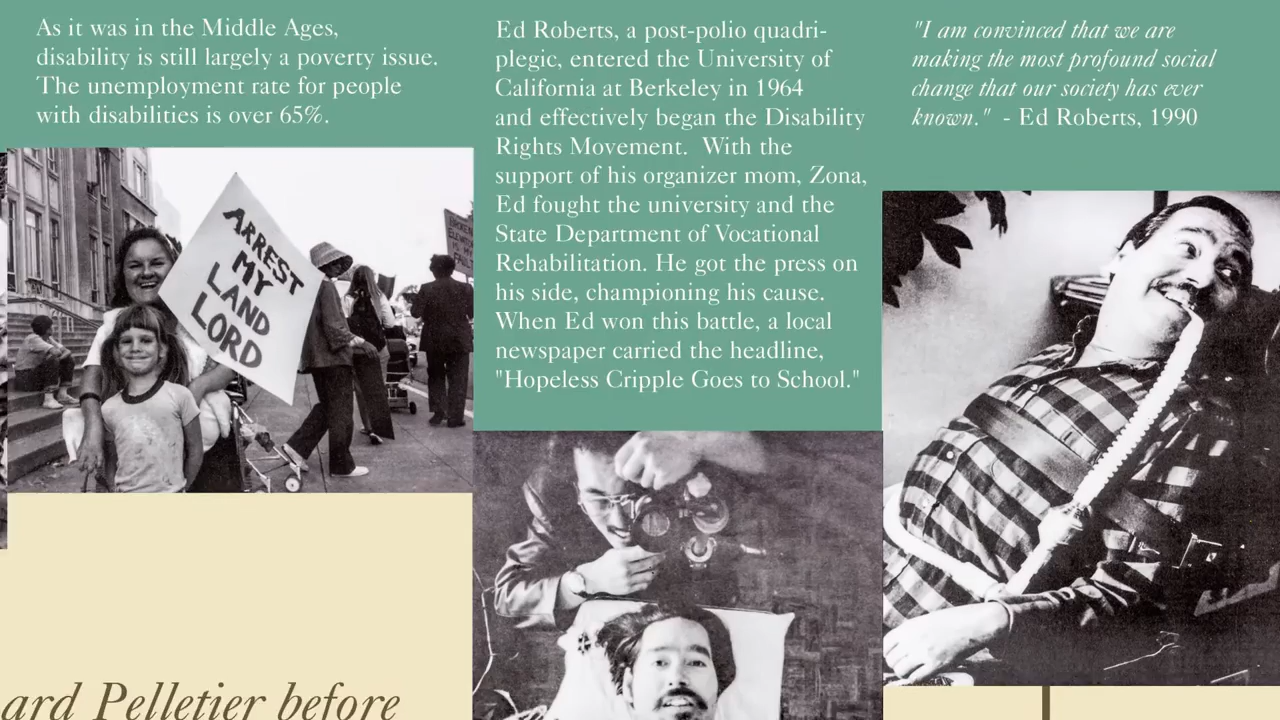 As it was in the Middle Ages,
disability is still largely a poverty issue.
The unemployment rate for people
with disabilities is over 65%.
ARREST
MY
LAND
LORD
Ed Roberts, a post-polio quadri-
plegic, entered the University of
California at Berkeley in 1964
and effectively began the Disability
Rights Movement.  With the
support of his organizer mom, Zona,
Ed fought the university and the
State Department of Vocational
Rehabilitation. He got the press on
his side, championing his cause.
When Ed won this battle, a local
newspaper carried the headline,
"Hopeless Cripple Goes to School."
"I am convinced that we are
making the most profound social
change that our society has ever
known."  - Ed Roberts, 1990
ard Pelletier before